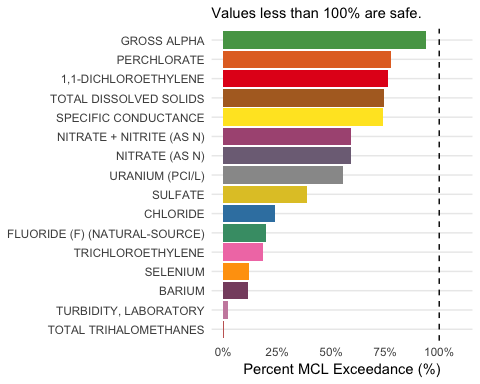 Values less than 100% are safe.
GROSS ALPHA
PERCHLORATE
1,1-DICHLOROETHYLENE
TOTAL DISSOLVED SOLIDS
SPECIFIC CONDUCTANCE
NITRATE + NITRITE (AS N)
NITRATE (AS N)
URANIUM (PCI/L)
SULFATE
CHLORIDE
FLUORIDE (F) (NATURAL-SOURCE)
TRICHLOROETHYLENE
SELENIUM
BARIUM
TURBIDITY, LABORATORY
TOTAL TRIHALOMETHANES
0% 25% 50% 75% 100%
Percent MCL Exceedance (%)